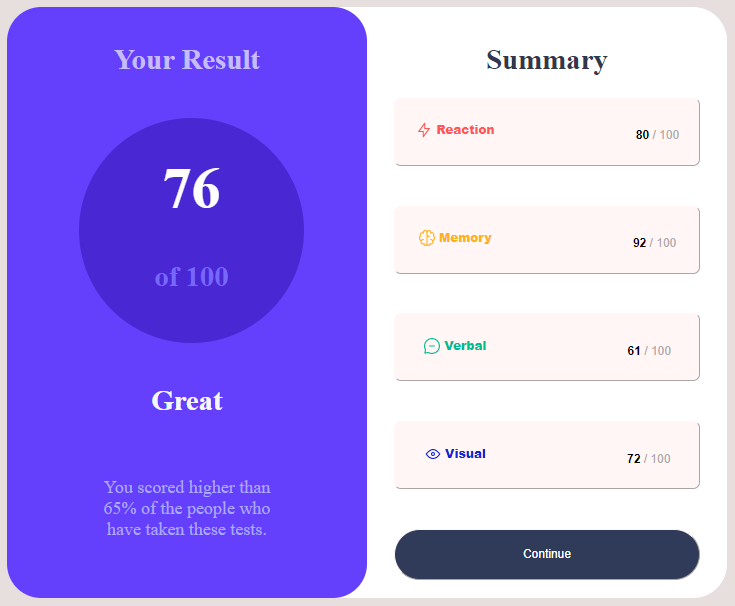 Your Result
76
of 100
Great
You scored higher than
65% of the people who
have taken these tests.
Summary
Reaction 80 / 100
Memory 92 / 100
Verbal 61 / 100
Visual 72 / 100
Continue